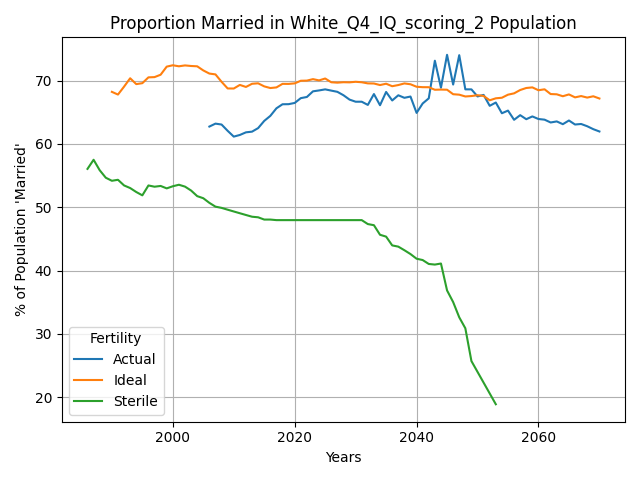 Proportion Married in White_Q4_IQ_scoring_2 Population
% of Population 'Married'
70
60
50
40
30
20
Fertility
Actual
Ideal
Sterile
2000
2020
2040
2060
Years